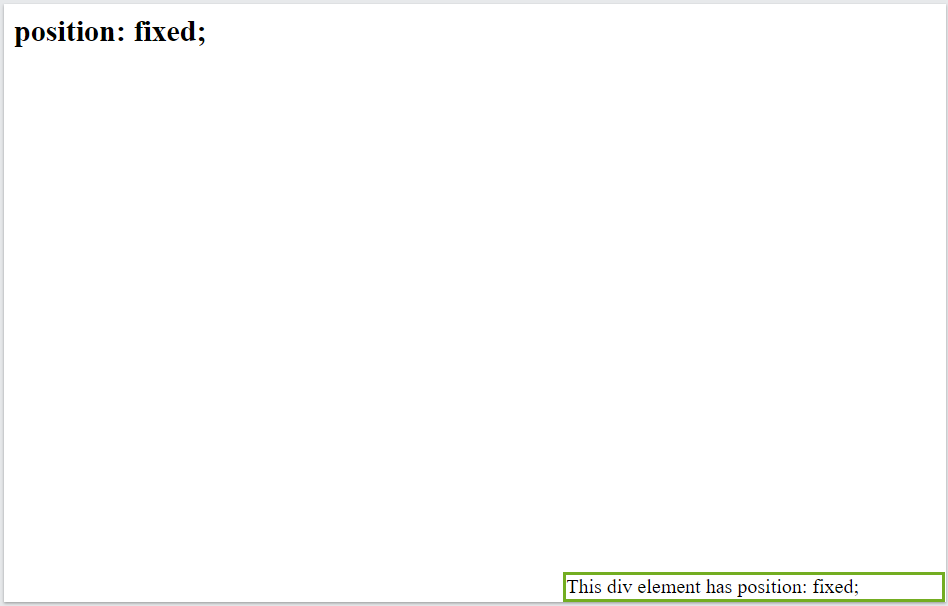 position: fixed;
This div element has position: fixed;